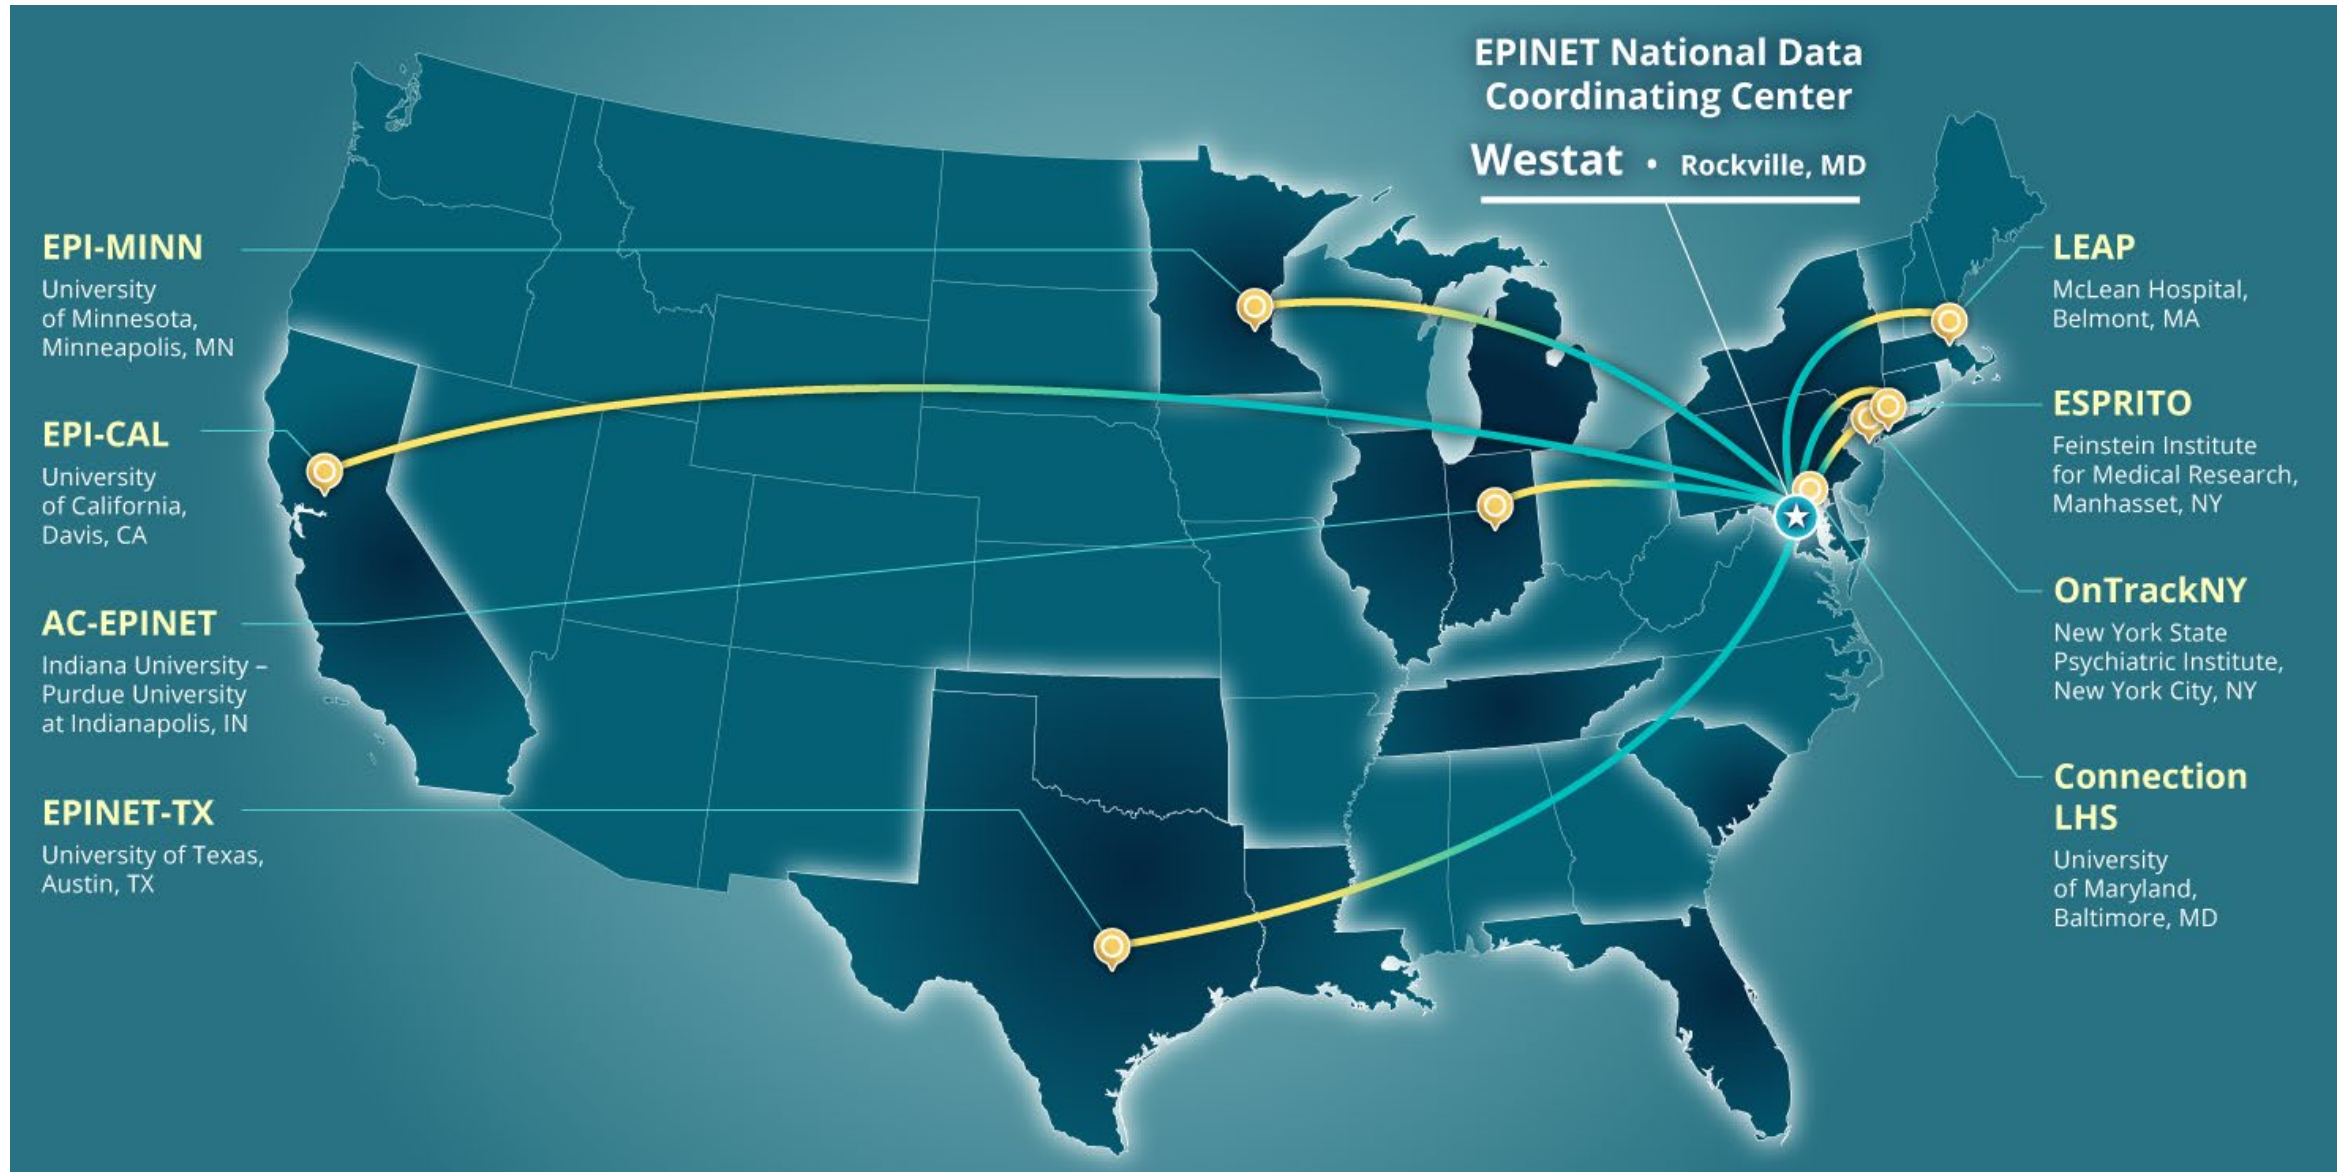 EPINET National Data
Coordinating Center
Westat • Rockville, MD
EPI-MINN
University
of Minnesota,
Minneapolis, MN
EPI-CAL
University
of California,
Davis, CA
AC-EPINET
Indiana University –
Purdue University
at Indianapolis, IN
EPINET-TX
University of Texas,
Austin, TX
LEAP
McLean Hospital,
Belmont, MA
ESPRITO
Feinstein Institute
for Medical Research,
Manhasset, NY
OnTrackNY
New York State
Psychiatric Institute,
New York City, NY
Connection
LHS
University
of Maryland,
Baltimore, MD